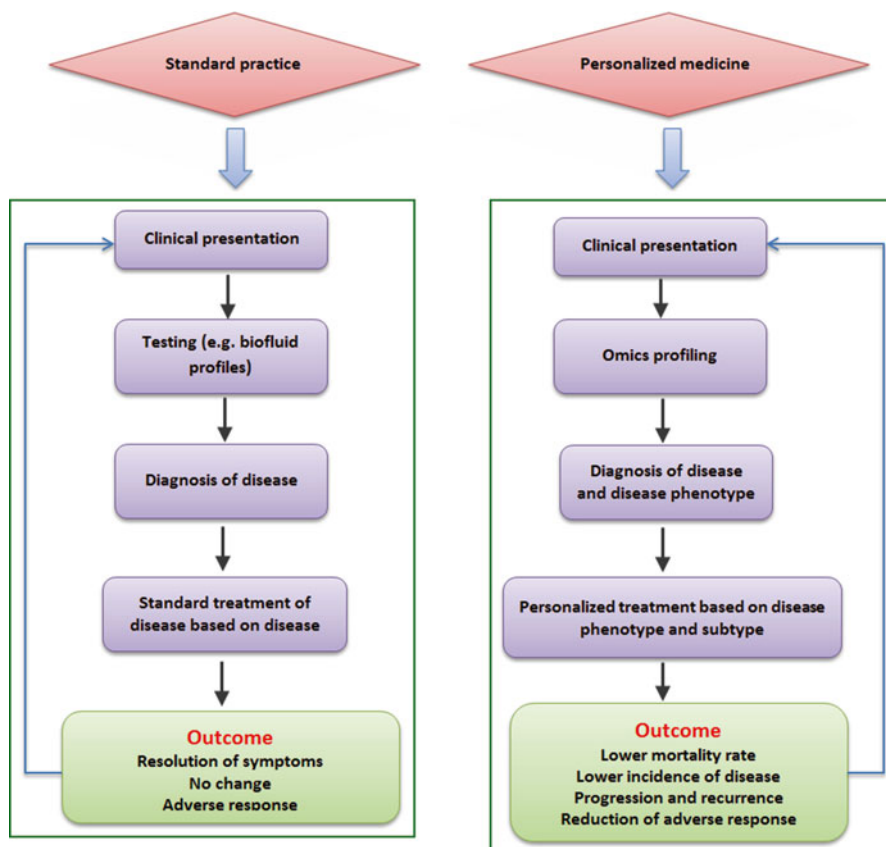 Standard practice
Clinical presentation
Testing (e.g. biofluid
profiles)
Diagnosis of disease
Standard treatment of
disease based on disease
Outcome
Resolution of symptoms
No change
Adverse response
Personalized medicine
Clinical presentation
Omics profiling
Diagnosis of disease
and disease phenotype
Personalized treatment based on disease
phenotype and subtype
Outcome
Lower mortality rate
Lower incidence of disease
Progression and recurrence
Reduction of adverse response